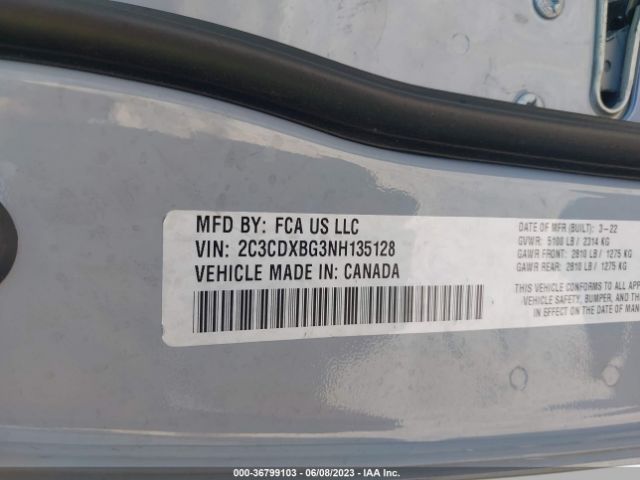 MFD BY: FCA US LLC
VIN: 2C3CDXBG3NH135128
VEHICLE MADE IN: CANADA
DATE OF MFR (BUILT): 3-22
GVWR: 5100 LB / 2314 KG
GAWR FRONT: 2810 LB / 1275 KG
GAWR REAR: 2810 LB / 1275 KG
THIS VEHICLE CONFORMS TO ALL APP
VEHICLE SAFETY, BUMPER, AND TH
IN EFFECT ON THE DATE OF MAN
000-36799103 - 06/08/2023 - IAA Inc.